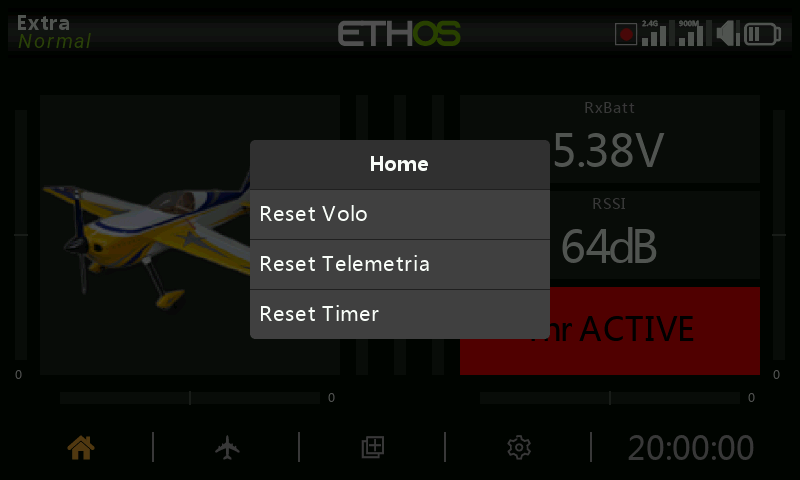 Extra
Normal
ETHOS
2.4G
900M
RxBatt
5.38V
RSSI
64dB
ACTIVE
Home
Reset Volo
Reset Telemetria
Reset Timer
0
0
0
0
20:00:00